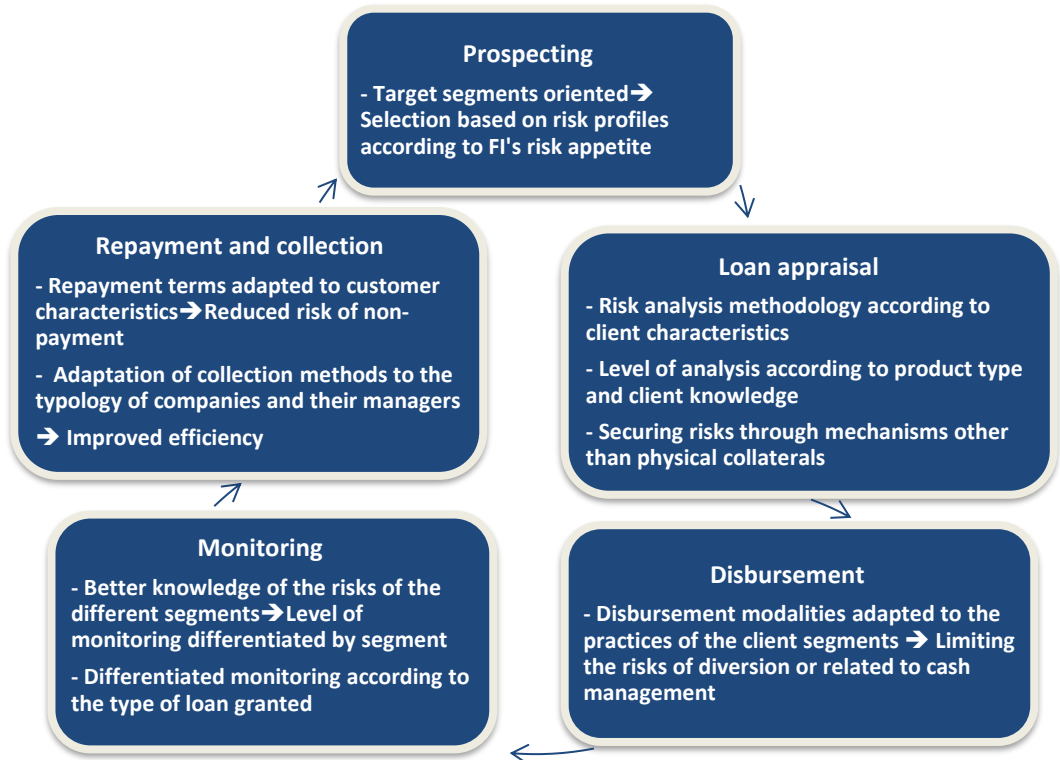 Prospecting
- Target segments oriented➔
Selection based on risk profiles
according to FI's risk appetite
Loan appraisal
- Risk analysis methodology according to
client characteristics
- Level of analysis according to product type
and client knowledge
- Securing risks through mechanisms other
than physical collaterals
Disbursement
- Disbursement modalities adapted to the
practices of the client segments ➔ Limiting
the risks of diversion or related to cash
management
Monitoring
- Better knowledge of the risks of the
different segments➔Level of
monitoring differentiated by segment
- Differentiated monitoring according to
the type of loan granted
Repayment and collection
- Repayment terms adapted to customer
characteristics➔Reduced risk of non-
payment
- Adaptation of collection methods to the
typology of companies and their managers
➔ Improved efficiency